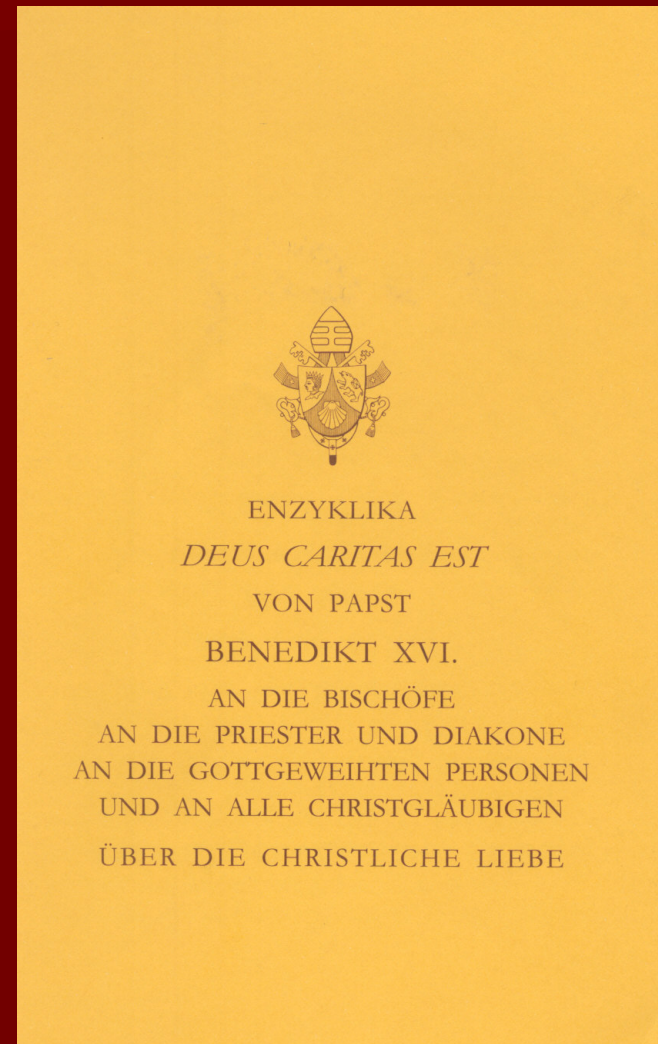 ENZYKLIKA
DEUS CARITAS EST
VON PAPST
BENEDIKT XVI.
AN DIE BISCHÖFE
AN DIE PRIESTER UND DIAKONE
AN DIE GOTTGEWEIHTEN PERSONEN
UND AN ALLE CHRISTGLÄUBIGEN
ÜBER DIE CHRISTLICHE LIEBE